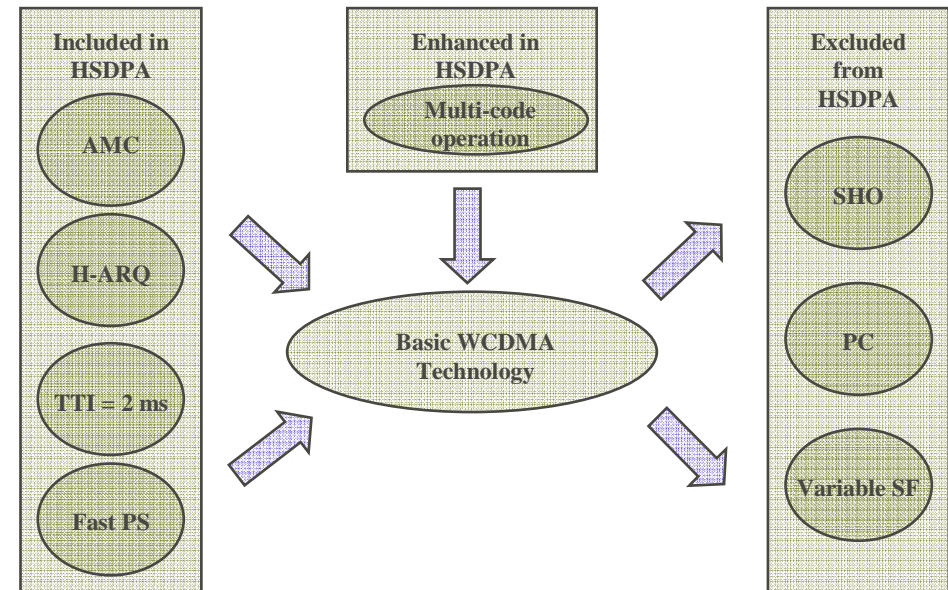 Included in
HSDPA
AMC
H-ARQ
TTI = 2 ms
Fast PS
Enhanced in
HSDPA
Multi-code
operation
Basic WCDMA
Technology
Excluded
from
HSDPA
SHO
PC
Variable SF